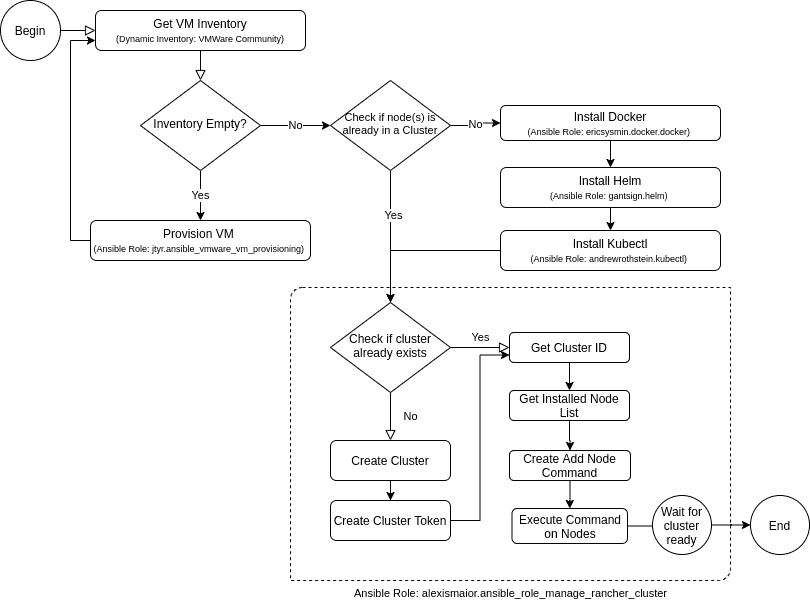 Begin
Get VM Inventory
(Dynamic Inventory: VMWare Community)
Inventory Empty?
No
Check if node(s) is
already in a Cluster
No
Install Docker
(Ansible Role: ericsysmin.docker.docker)
Install Helm
(Ansible Role: gantsign.helm)
Install Kubectl
(Ansible Role: andrewrothstein.kubectl)
Yes
Provision VM
(Ansible Role: jtyr.ansible_vmware_vm_provisioning)
Yes
Check if cluster
already exists
Yes
Get Cluster ID
Get Installed Node
List
Create Add Node
Command
Execute Command
on Nodes
No
Create Cluster
Create Cluster Token
Wait for
cluster
ready
End
Ansible Role: alexismaior.ansible_role_manage_rancher_cluster